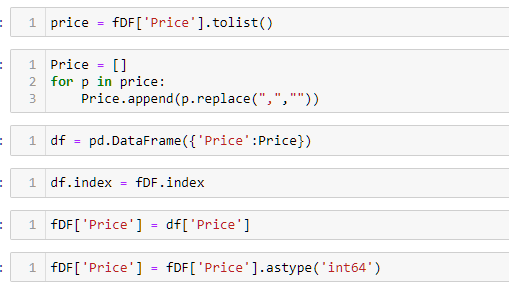 1 price = fDF['Price'].tolist()
1 Price = []
2 for p in price:
3     Price.append(p.replace(",",""))
1 df = pd.DataFrame({'Price':Price})
1 df.index = fDF.index
1 fDF['Price'] = df['Price']
1 fDF['Price'] = fDF['Price'].astype('int64')